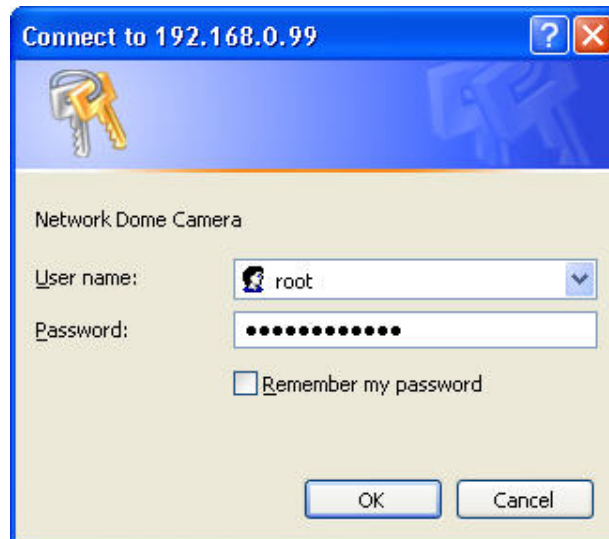 Connect to 192.168.0.99
Network Dome Camera
User name: root
Password: ●●●●●●●●●●●●
Remember my password
OK Cancel